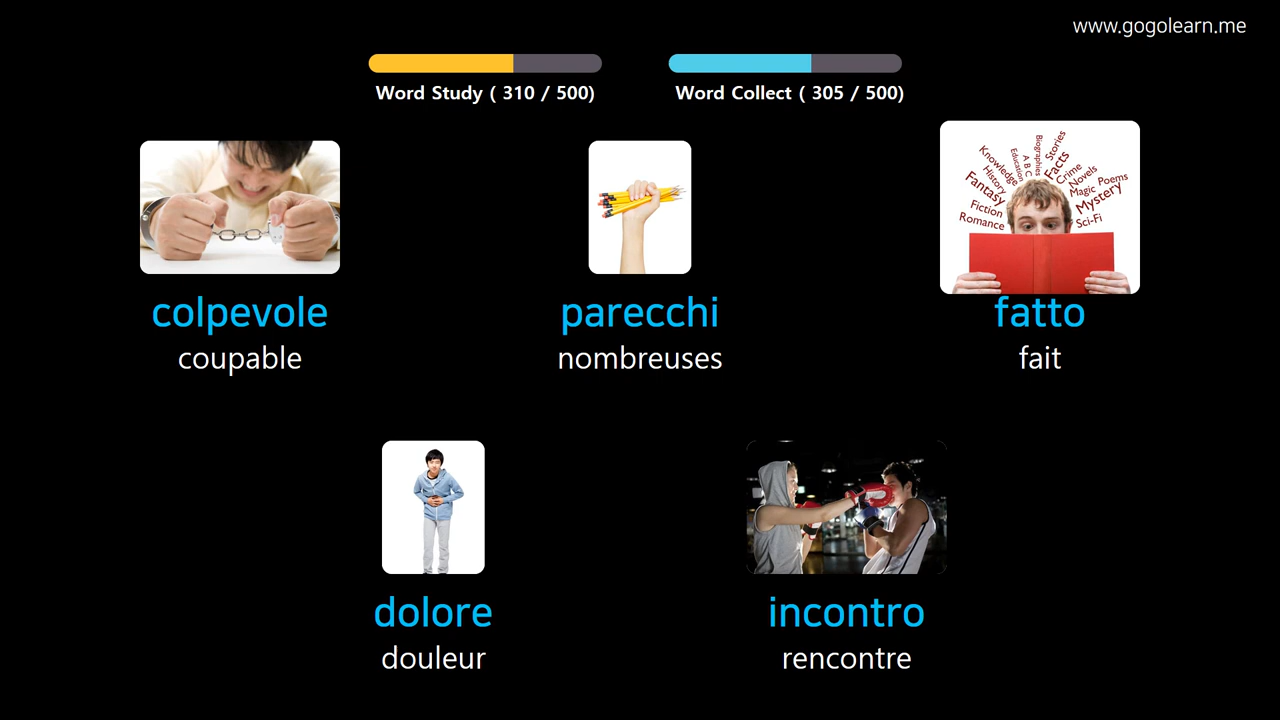 www.gogolearn.me
Word Study ( 310 / 500)
Word Collect ( 305 / 500)
Knowledge
History
Education
A B C
Biographies
Stories
Facts
Crime
Novels
Magic
Poems
Fantasy
Mystery
Fiction
Sci-Fi
Romance
colpevole
parecchi
fatto
coupable
nombreuses
fait
dolore
incontro
douleur
rencontre